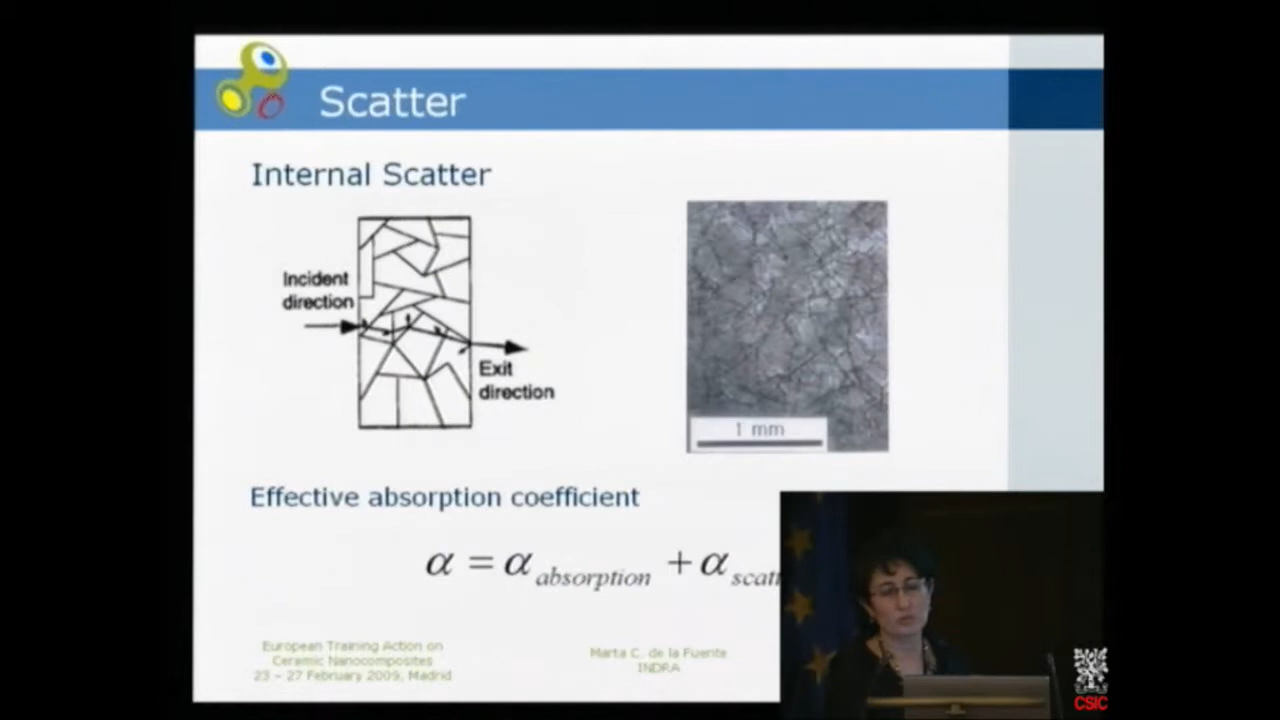 Scatter
Internal Scatter
Incident
direction
Exit
direction
1 mm
Effective absorption coefficient
α = α absorption + α scatt
European Training Action on
Ceramic Nanocomposites
23 – 27 February 2009, Madrid
Marta C. de la Fuente
INDRA
CSIC